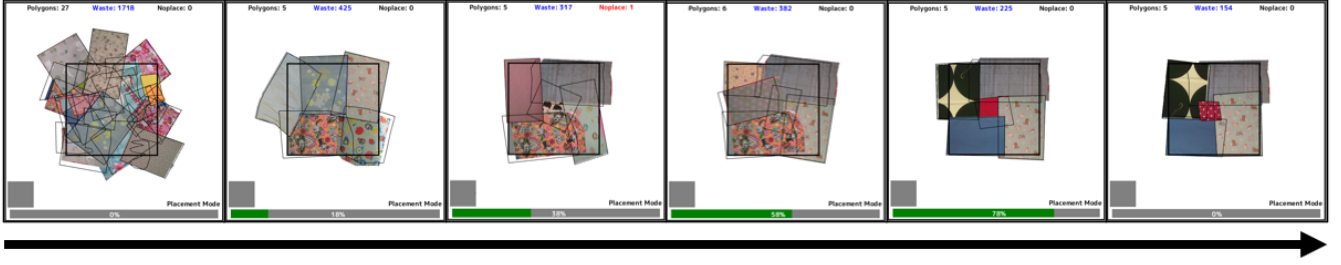 Polygons: 27 Waste: 1718 Noplace: 0
Placement Mode
0%
Polygons: 5 Waste: 425 Noplace: 0
Placement Mode
18%
Polygons: 5 Waste: 317 Noplace: 1
Placement Mode
38%
Polygons: 6 Waste: 382 Noplace: 0
Placement Mode
58%
Polygons: 5 Waste: 225 Noplace: 0
Placement Mode
78%
Polygons: 5 Waste: 154 Noplace: 0
Placement Mode
0%